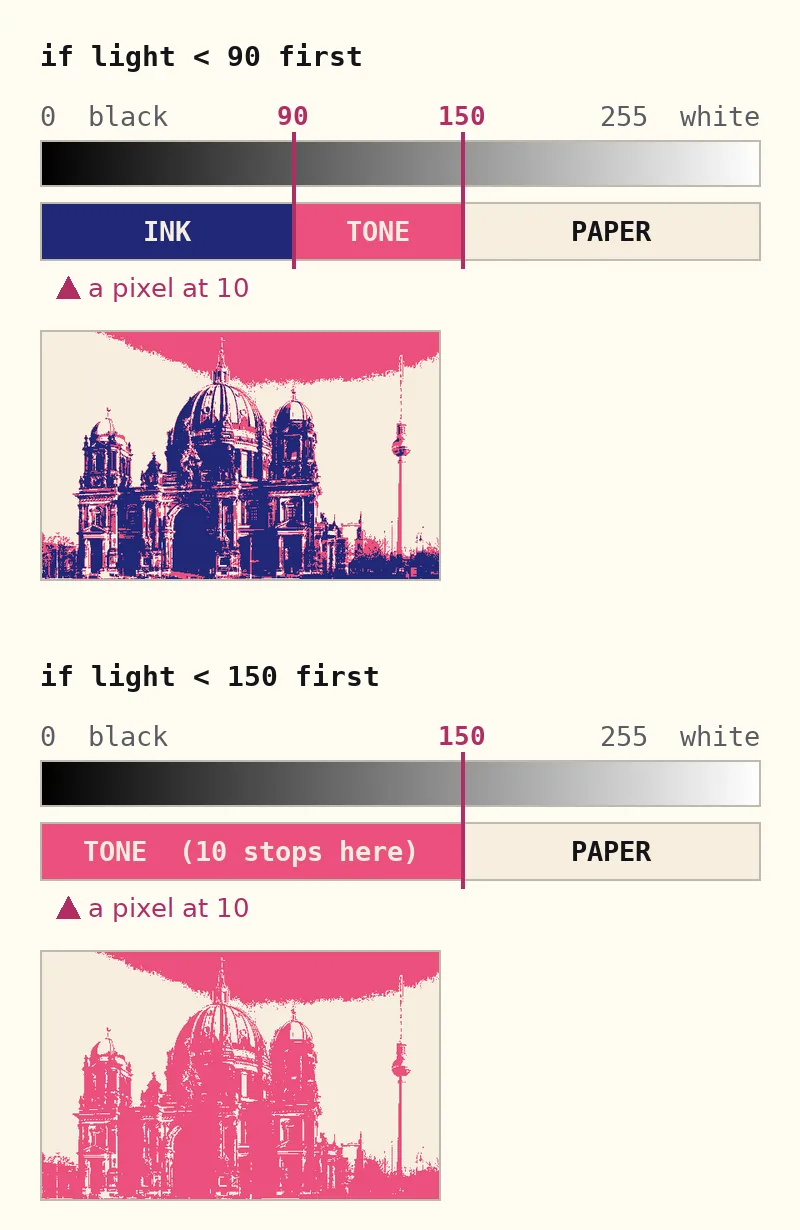 if light < 90 first
0 black 90 150 255 white
INK TONE PAPER
a pixel at 10
if light < 150 first
0 black 150 255 white
TONE (10 stops here) PAPER
a pixel at 10